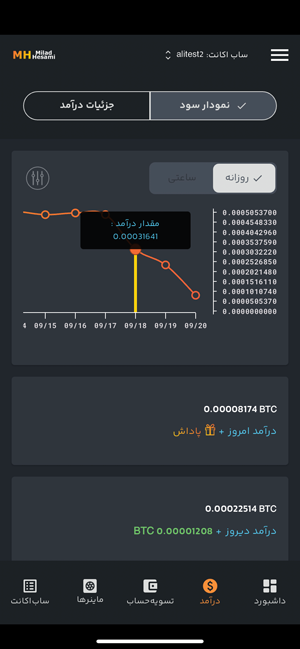 MH Milad
Hesami
ساب اکانت: alitest2
نمودار سود
جزئیات درآمد
روزانه
ساعتی
مقدار درآمد :
0.00031641
0.0005053700
0.0004548330
0.0004042960
0.0003537590
0.0003032220
0.0002526850
0.0002021480
0.0001516110
0.0001010740
0.0000505370
0.0000000000
4 09/15 09/16 09/17 09/18 09/19 09/20
0.00008174 BTC
درآمد امروز + پاداش
0.00022514 BTC
درآمد دیروز + 0.00001208 BTC
داشبورد
درآمد
تسویه‌حساب
ماینرها
ساب‌اکانت